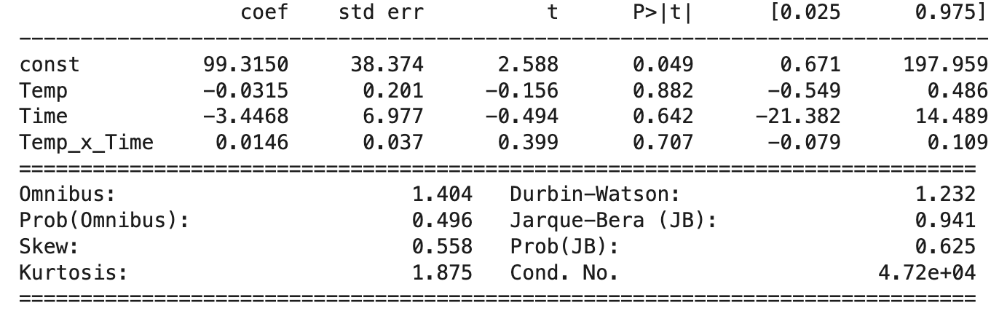 coef std err t P>|t| [0.025 0.975]
------------------------------------------------------------------------------
const 99.3150 38.374 2.588 0.049 0.671 197.959
Temp -0.0315 0.201 -0.156 0.882 -0.549 0.486
Time -3.4468 6.977 -0.494 0.642 -21.382 14.489
Temp_x_Time 0.0146 0.037 0.399 0.707 -0.079 0.109
==============================================================================
Omnibus: 1.404 Durbin-Watson: 1.232
Prob(Omnibus): 0.496 Jarque-Bera (JB): 0.941
Skew: 0.558 Prob(JB): 0.625
Kurtosis: 1.875 Cond. No. 4.72e+04
==============================================================================